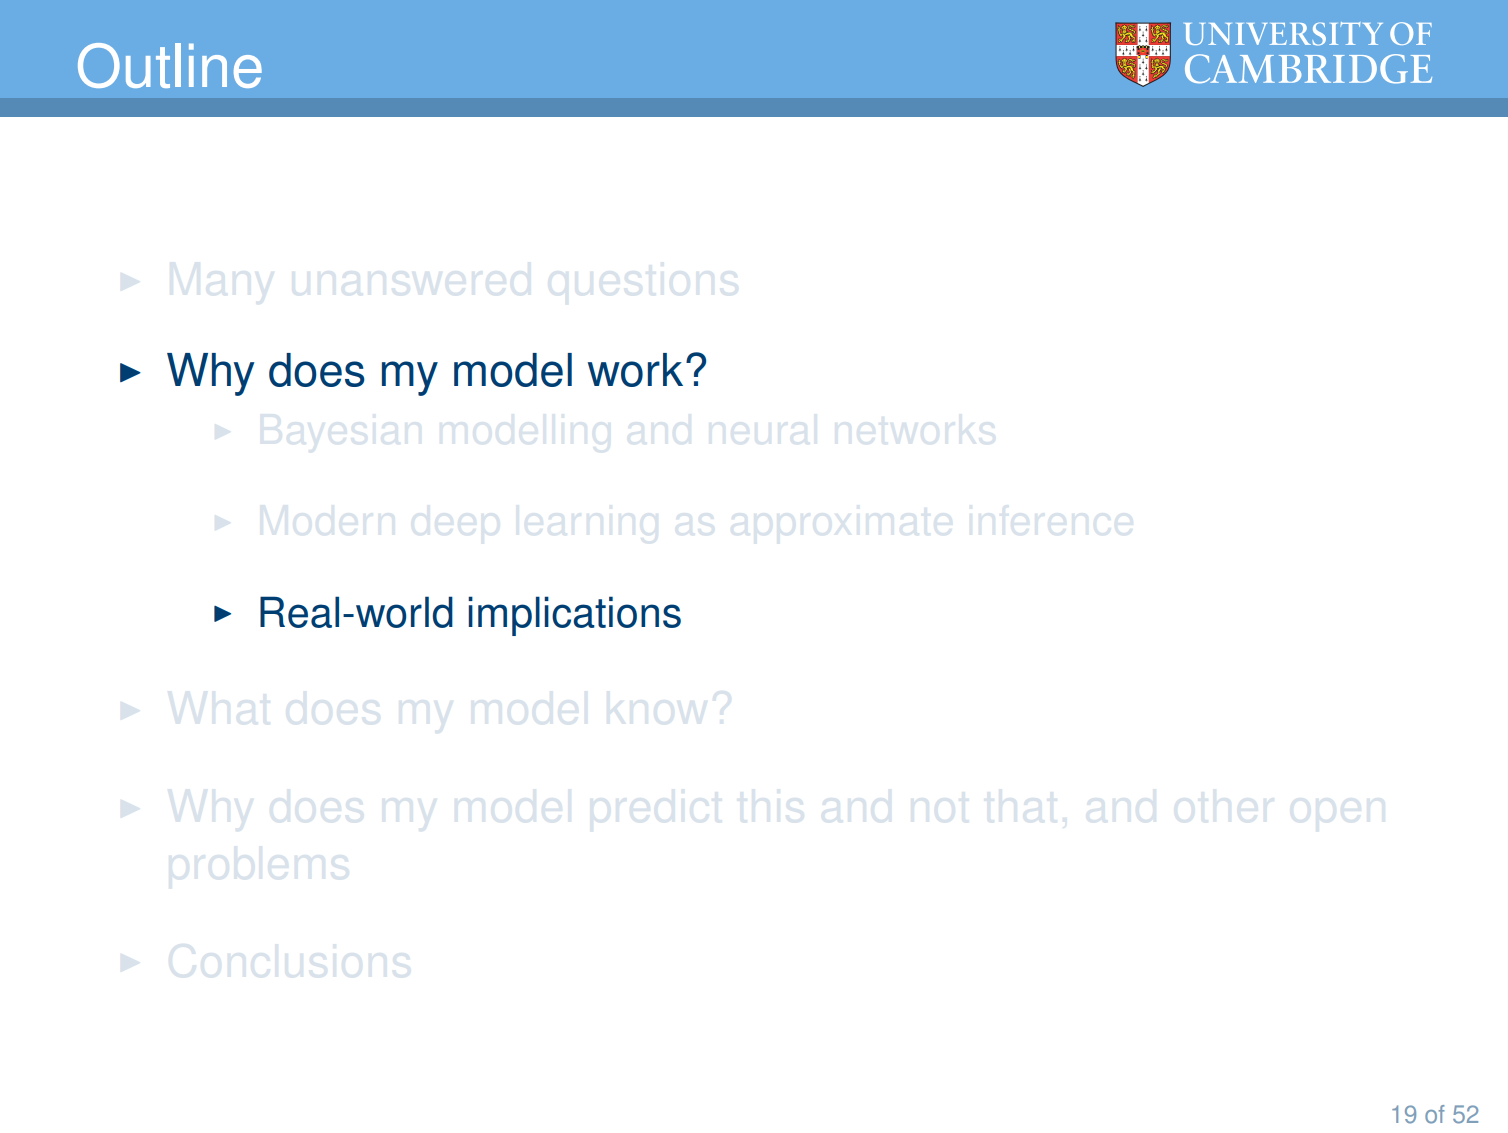 Outline
UNIVERSITY OF
CAMBRIDGE
Many unanswered questions
Why does my model work?
Bayesian modelling and neural networks
Modern deep learning as approximate inference
Real-world implications
What does my model know?
Why does my model predict this and not that, and other open
problems
Conclusions
19 of 52